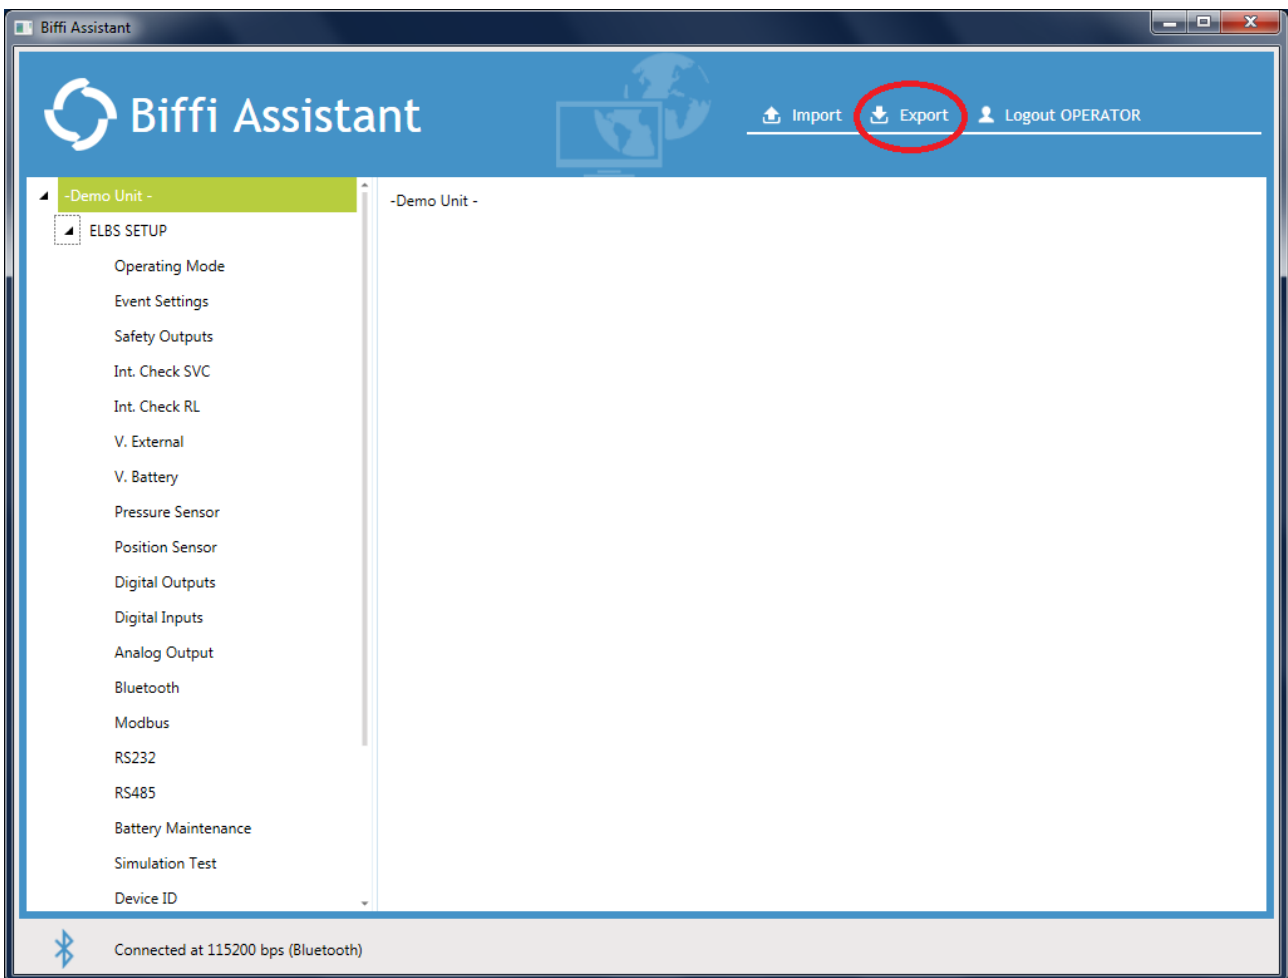 Biffi Assistant
Biffi Assistant
Import
Export
Logout OPERATOR
-Demo Unit -
ELBS SETUP
Operating Mode
Event Settings
Safety Outputs
Int. Check SVC
Int. Check RL
V. External
V. Battery
Pressure Sensor
Position Sensor
Digital Outputs
Digital Inputs
Analog Output
Bluetooth
Modbus
RS232
RS485
Battery Maintenance
Simulation Test
Device ID
-Demo Unit -
Connected at 115200 bps (Bluetooth)